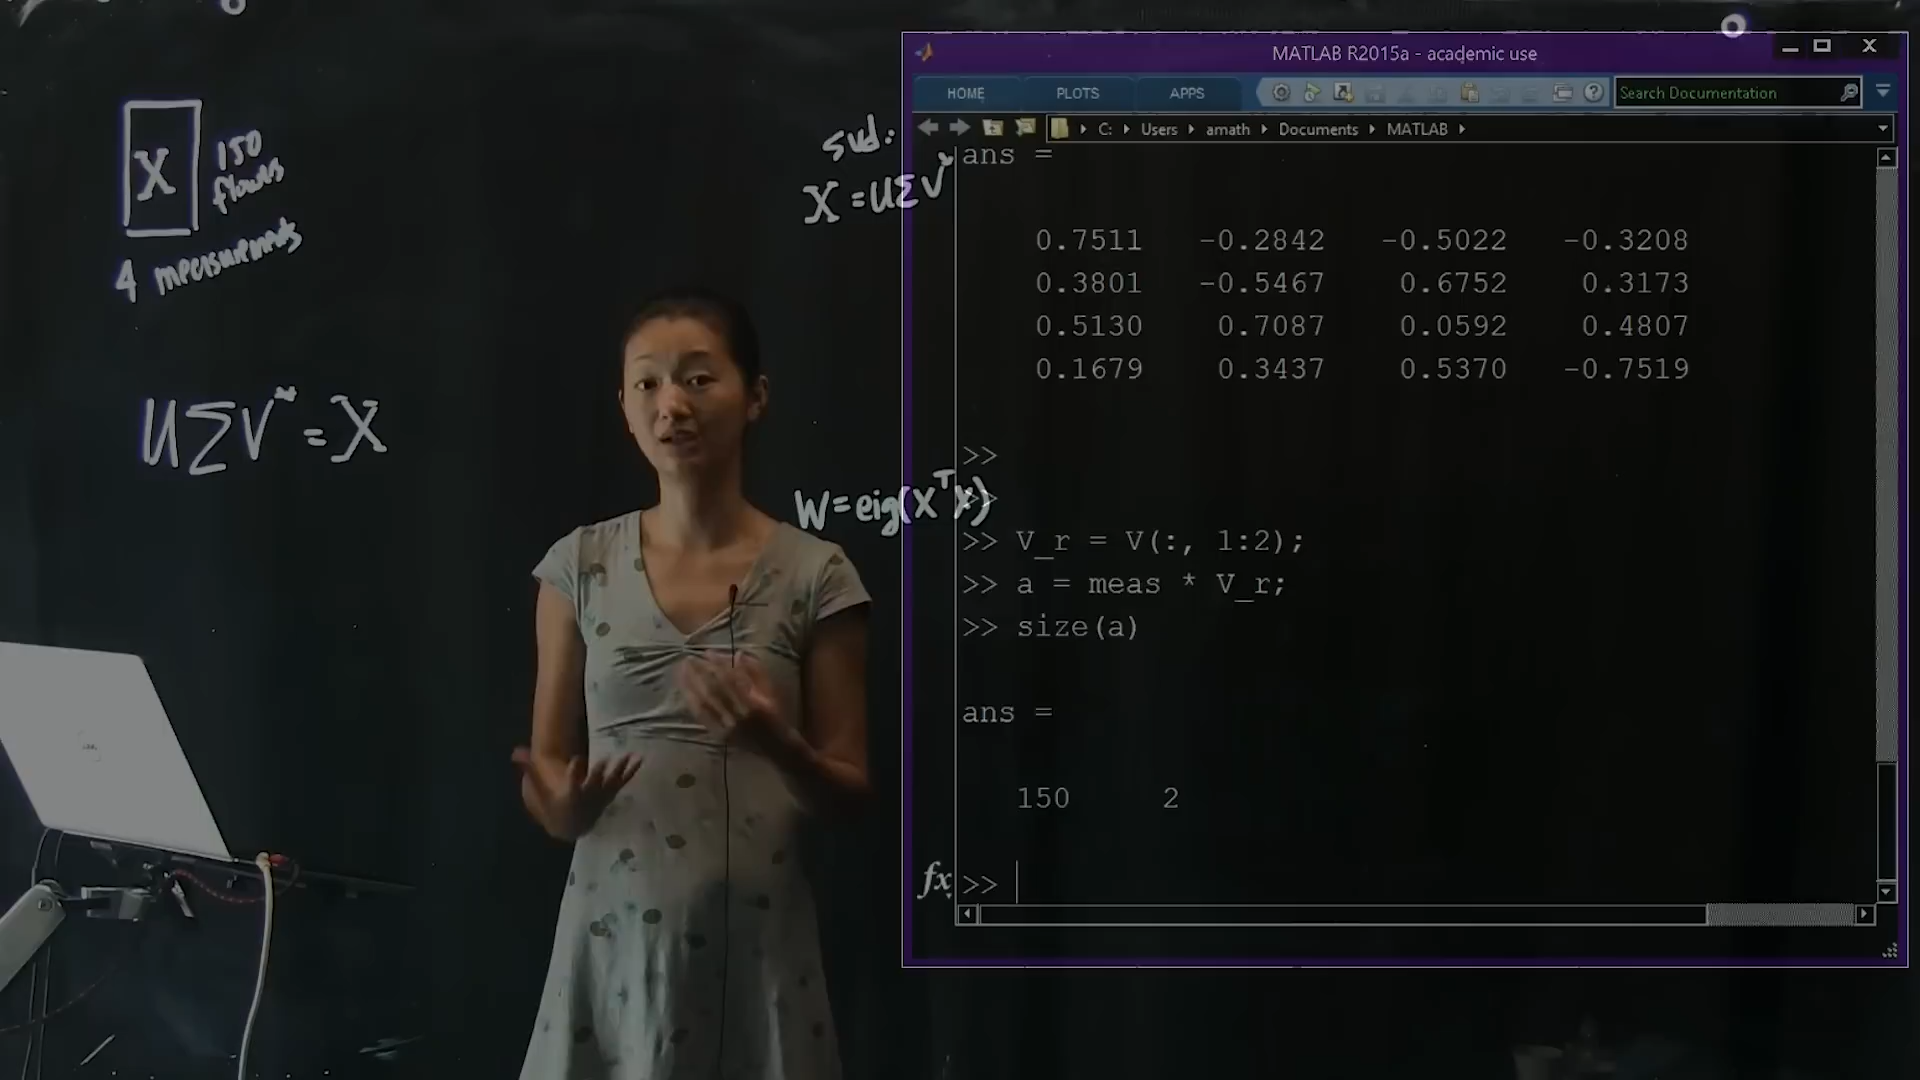 X
150
flowers
4 measurements
UΣV* = X
svd:
X = UΣV*
W=eig(XᵀX)
MATLAB R2015a - academic use
HOME PLOTS APPS
Search Documentation
C: Users amath Documents MATLAB
ans =
0.7511 -0.2842 -0.5022 -0.3208
0.3801 -0.5467 0.6752 0.3173
0.5130 0.7087 0.0592 0.4807
0.1679 0.3437 0.5370 -0.7519
>>
>>
>> V_r = V(:, 1:2);
>> a = meas * V_r;
>> size(a)
ans =
150 2
fx >>